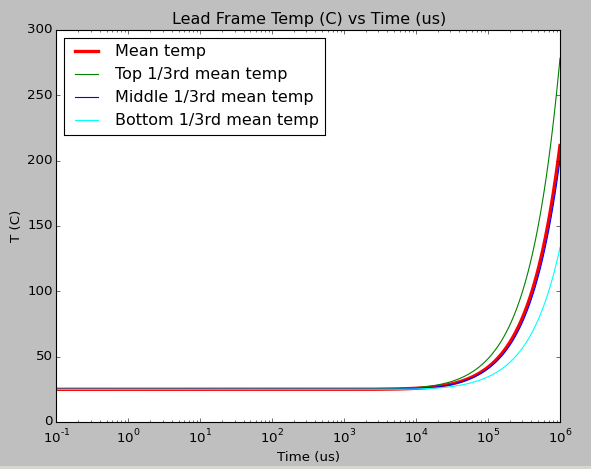 Lead Frame Temp (C) vs Time (us)
300
250
200
150
100
50
0
T (C)
Mean temp
Top 1/3rd mean temp
Middle 1/3rd mean temp
Bottom 1/3rd mean temp
10^-1 10^0 10^1 10^2 10^3 10^4 10^5 10^6
Time (us)